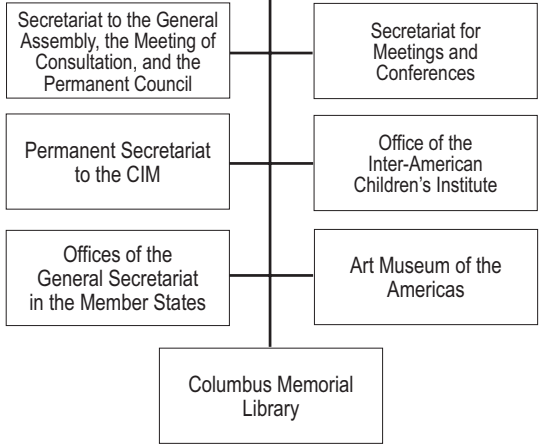 Secretariat to the General
Assembly, the Meeting of
Consultation, and the
Permanent Council
Secretariat for
Meetings and
Conferences
Permanent Secretariat
to the CIM
Office of the
Inter-American
Children's Institute
Offices of the
General Secretariat
in the Member States
Art Museum of the
Americas
Columbus Memorial
Library